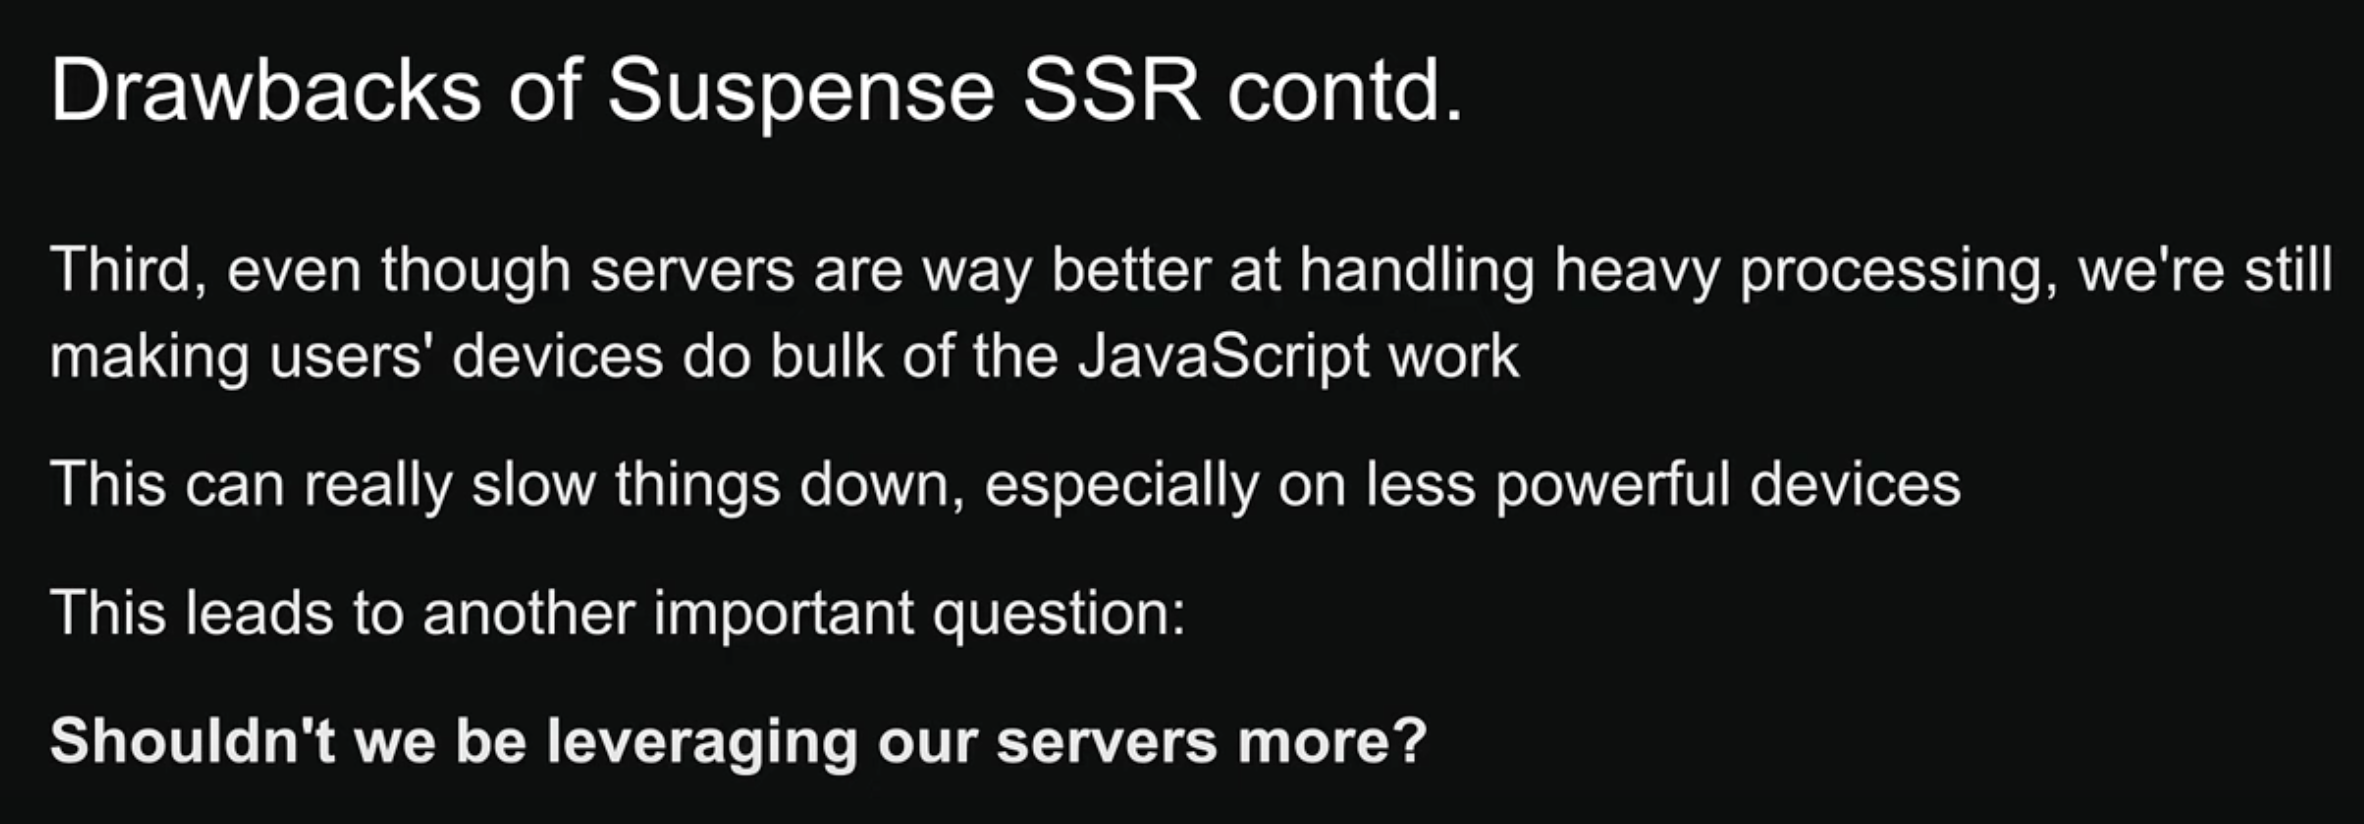 Drawbacks of Suspense SSR contd.
Third, even though servers are way better at handling heavy processing, we're still
making users' devices do bulk of the JavaScript work
This can really slow things down, especially on less powerful devices
This leads to another important question:
Shouldn't we be leveraging our servers more?